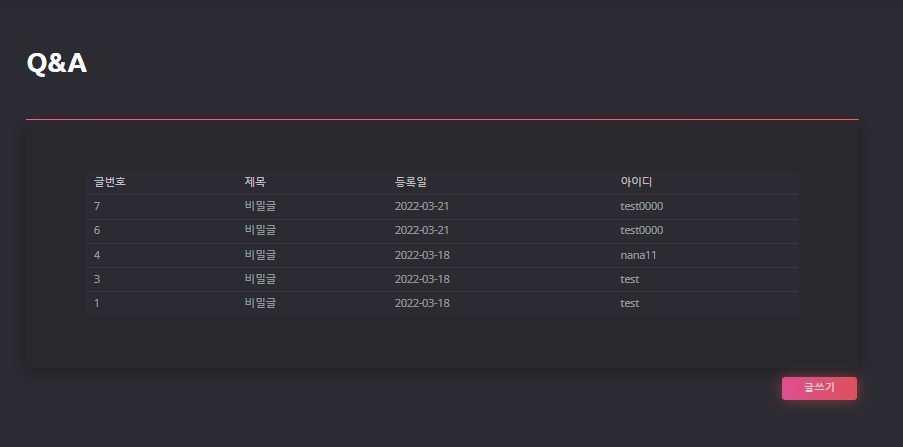 Q&A
글번호 제목 등록일 아이디
7 비밀글 2022-03-21 test0000
6 비밀글 2022-03-21 test0000
4 비밀글 2022-03-18 nana11
3 비밀글 2022-03-18 test
1 비밀글 2022-03-18 test
글쓰기